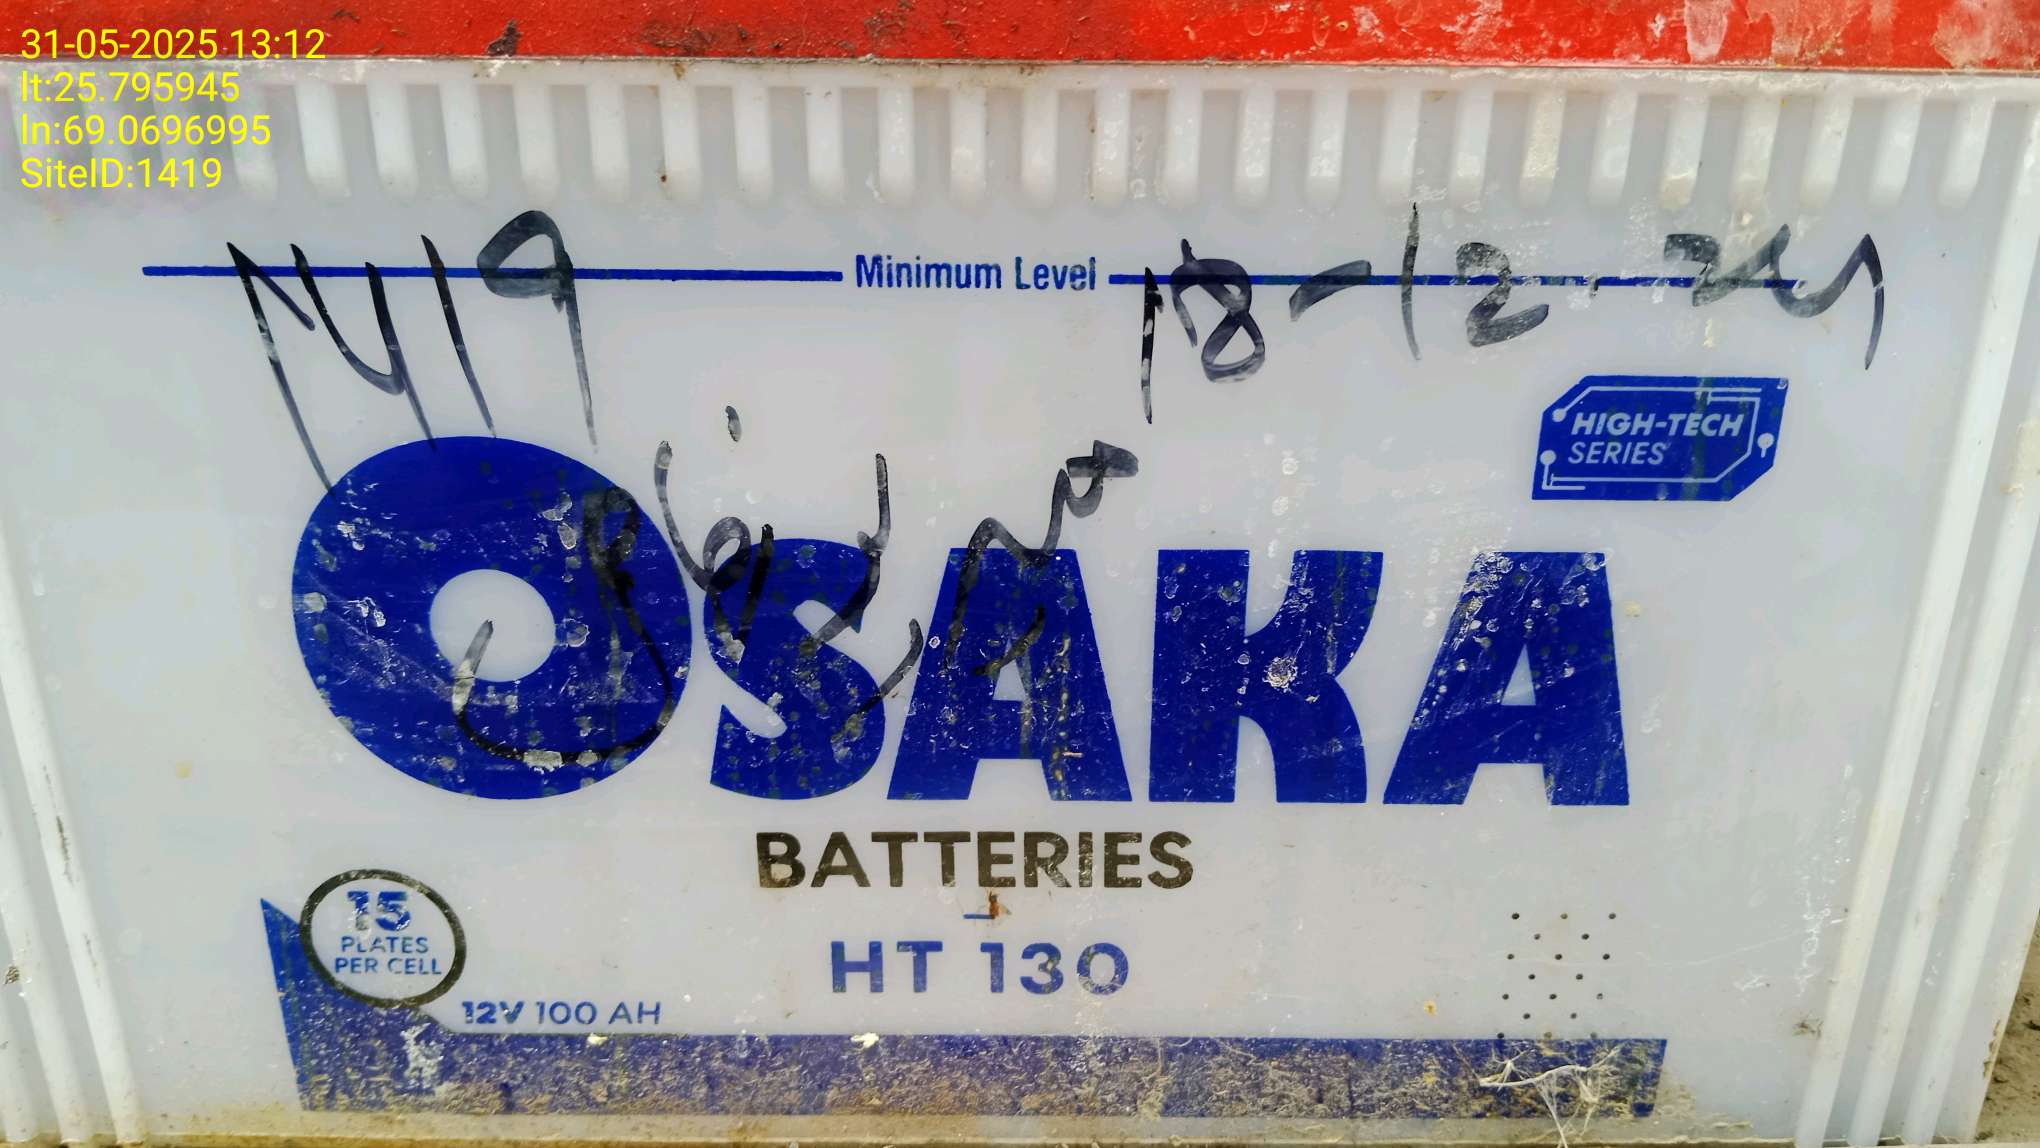 31-05-2025 13:12
lt:25.795945
ln:69.0696995
SiteID:1419
Minimum Level
1419
18-12-24
HIGH-TECH
SERIES
OSAKA
BATTERIES
HT 130
15
PLATES
PER CELL
12V 100 AH